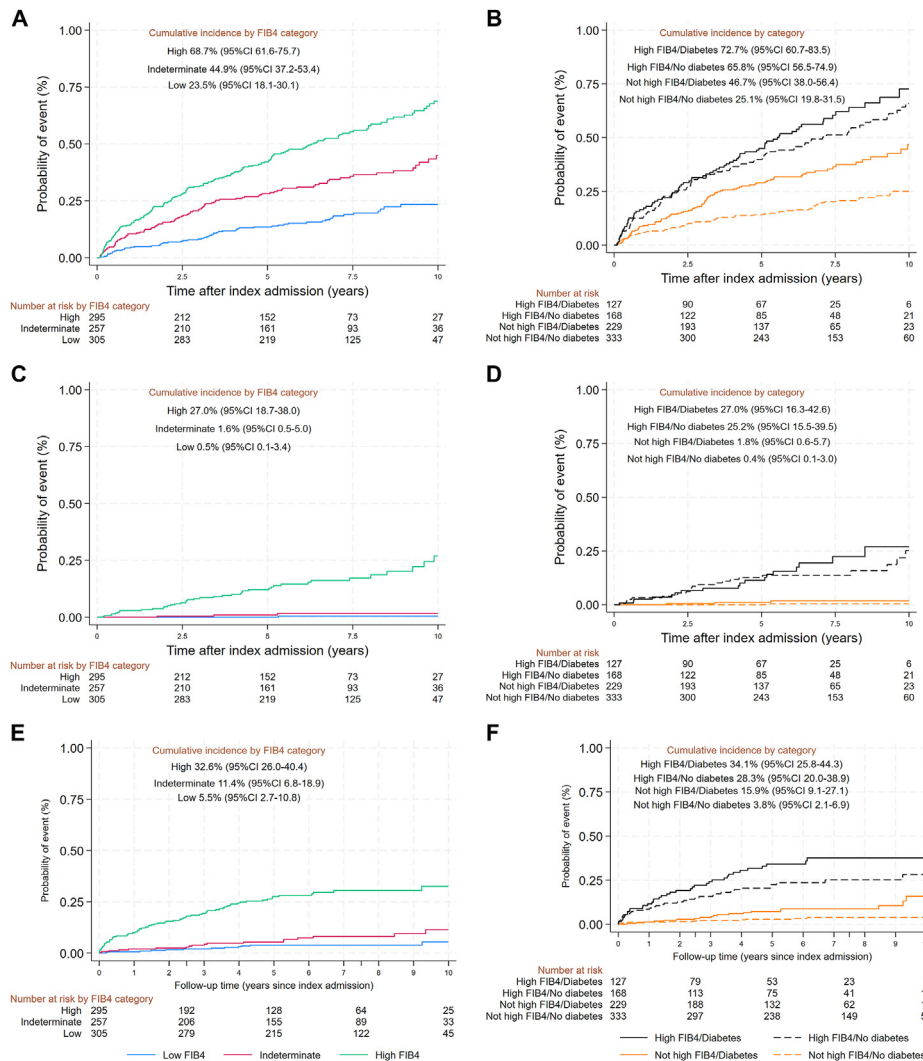 A
Cumulative incidence by FIB4 category
High 68.7% (95%CI 61.6-75.7)
Indeterminate 44.9% (95%CI 37.2-53.4)
Low 23.5% (95%CI 18.1-30.1)
Probability of event (%)
1.00
0.75
0.50
0.25
0.00
0 2.5 5 7.5 10
Time after index admission (years)
Number at risk by FIB4 category
High 295 212 152 73 27
Indeterminate 257 210 161 93 36
Low 305 283 219 125 47
B
Cumulative incidence by category
High FIB4/Diabetes 72.7% (95%CI 60.7-83.5)
High FIB4/No diabetes 65.8% (95%CI 56.5-74.9)
Not high FIB4/Diabetes 46.7% (95%CI 38.0-56.4)
Not high FIB4/No diabetes 25.1% (95%CI 19.8-31.5)
Probability of event (%)
1.00
0.75
0.50
0.25
0.00
0 2.5 5 7.5 10
Time after index admission (years)
Number at risk
High FIB4/Diabetes 127 90 67 25 6
High FIB4/No diabetes 168 122 85 48 21
Not high FIB4/Diabetes 229 193 137 65 23
Not high FIB4/No diabetes 333 300 243 153 60
C
Cumulative incidence by FIB4 category
High 27.0% (95%CI 18.7-38.0)
Indeterminate 1.6% (95%CI 0.5-5.0)
Low 0.5% (95%CI 0.1-3.4)
Probability of event (%)
1.00
0.75
0.50
0.25
0.00
0 2.5 5 7.5 10
Time after index admission (years)
Number at risk by FIB4 category
High 295 212 152 73 27
Indeterminate 257 210 161 93 36
Low 305 283 219 125 47
D
Cumulative incidence by category
High FIB4/Diabetes 27.0% (95%CI 16.3-42.6)
High FIB4/No diabetes 25.2% (95%CI 15.5-39.5)
Not high FIB4/Diabetes 1.8% (95%CI 0.6-5.7)
Not high FIB4/No diabetes 0.4% (95%CI 0.1-3.0)
Probability of event (%)
1.00
0.75
0.50
0.25
0.00
0 2.5 5 7.5 10
Time after index admission (years)
Number at risk
High FIB4/Diabetes 127 90 67 25 6
High FIB4/No diabetes 168 122 85 48 21
Not high FIB4/Diabetes 229 193 137 65 23
Not high FIB4/No diabetes 333 300 243 153 60
E
Cumulative incidence by FIB4 category
High 32.6% (95%CI 26.0-40.4)
Indeterminate 11.4% (95%CI 6.8-18.9)
Low 5.5% (95%CI 2.7-10.8)
Probability of event (%)
1.00
0.75
0.50
0.25
0.00
0 1 2 3 4 5 6 7 8 9 10
Follow-up time (years since index admission)
Number at risk by FIB4 category
High 295 192 128 64 25
Indeterminate 257 206 155 89 33
Low 305 279 215 122 45
Low FIB4 Indeterminate High FIB4
F
Cumulative incidence by category
High FIB4/Diabetes 34.1% (95%CI 25.8-44.3)
High FIB4/No diabetes 28.3% (95%CI 20.0-38.9)
Not high FIB4/Diabetes 15.9% (95%CI 9.1-27.1)
Not high FIB4/No diabetes 3.8% (95%CI 2.1-6.9)
Probability of event (%)
1.00
0.75
0.50
0.25
0.00
0 1 2 3 4 5 6 7 8 9
Follow-up time (years since index admission)
Number at risk
High FIB4/Diabetes 127 79 53 23
High FIB4/No diabetes 168 113 75 41
Not high FIB4/Diabetes 229 188 132 62
Not high FIB4/No diabetes 333 297 238 149
High FIB4/Diabetes High FIB4/No diabetes
Not high FIB4/Diabetes Not high FIB4/No diabetes